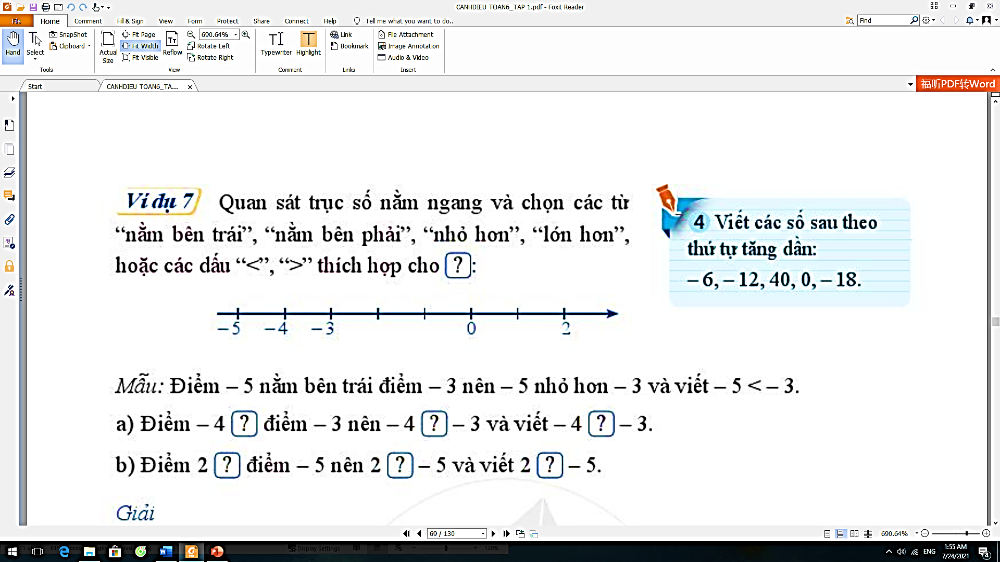 CANHDIEU TOAN6_TAP 1.pdf - Foxit Reader
File Home Comment Fill & Sign View Form Protect Share Connect Help Tell me what you want to do.. Find
Hand
Select
SnapShot
Clipboard
Tools
Actual Size
Fit Page
Fit Width
Fit Visible
Reflow
690.64%
Rotate Left
Rotate Right
View
Typewriter
Highlight
Comment
Link
Bookmark
Links
File Attachment
Image Annotation
Audio & Video
Insert
Start
CANHDIEU TOAN6_TA...
福昕PDF转Word
Ví dụ 7 Quan sát trục số nằm ngang và chọn các từ
“nằm bên trái”, “nằm bên phải”, “nhỏ hơn”, “lớn hơn”,
hoặc các dấu “<”, “>” thích hợp cho ?:
– 5 – 4 – 3 0 2
4 Viết các số sau theo
thứ tự tăng dần:
– 6, – 12, 40, 0, – 18.
Mẫu: Điểm – 5 nằm bên trái điểm – 3 nên – 5 nhỏ hơn – 3 và viết – 5 < – 3.
a) Điểm – 4 ? điểm – 3 nên – 4 ? – 3 và viết – 4 ? – 3.
b) Điểm 2 ? điểm – 5 nên 2 ? – 5 và viết 2 ? – 5.
Giải
69 / 130
690.64%
Display Settings
120%
ENG
1:55 AM
7/24/2021
4